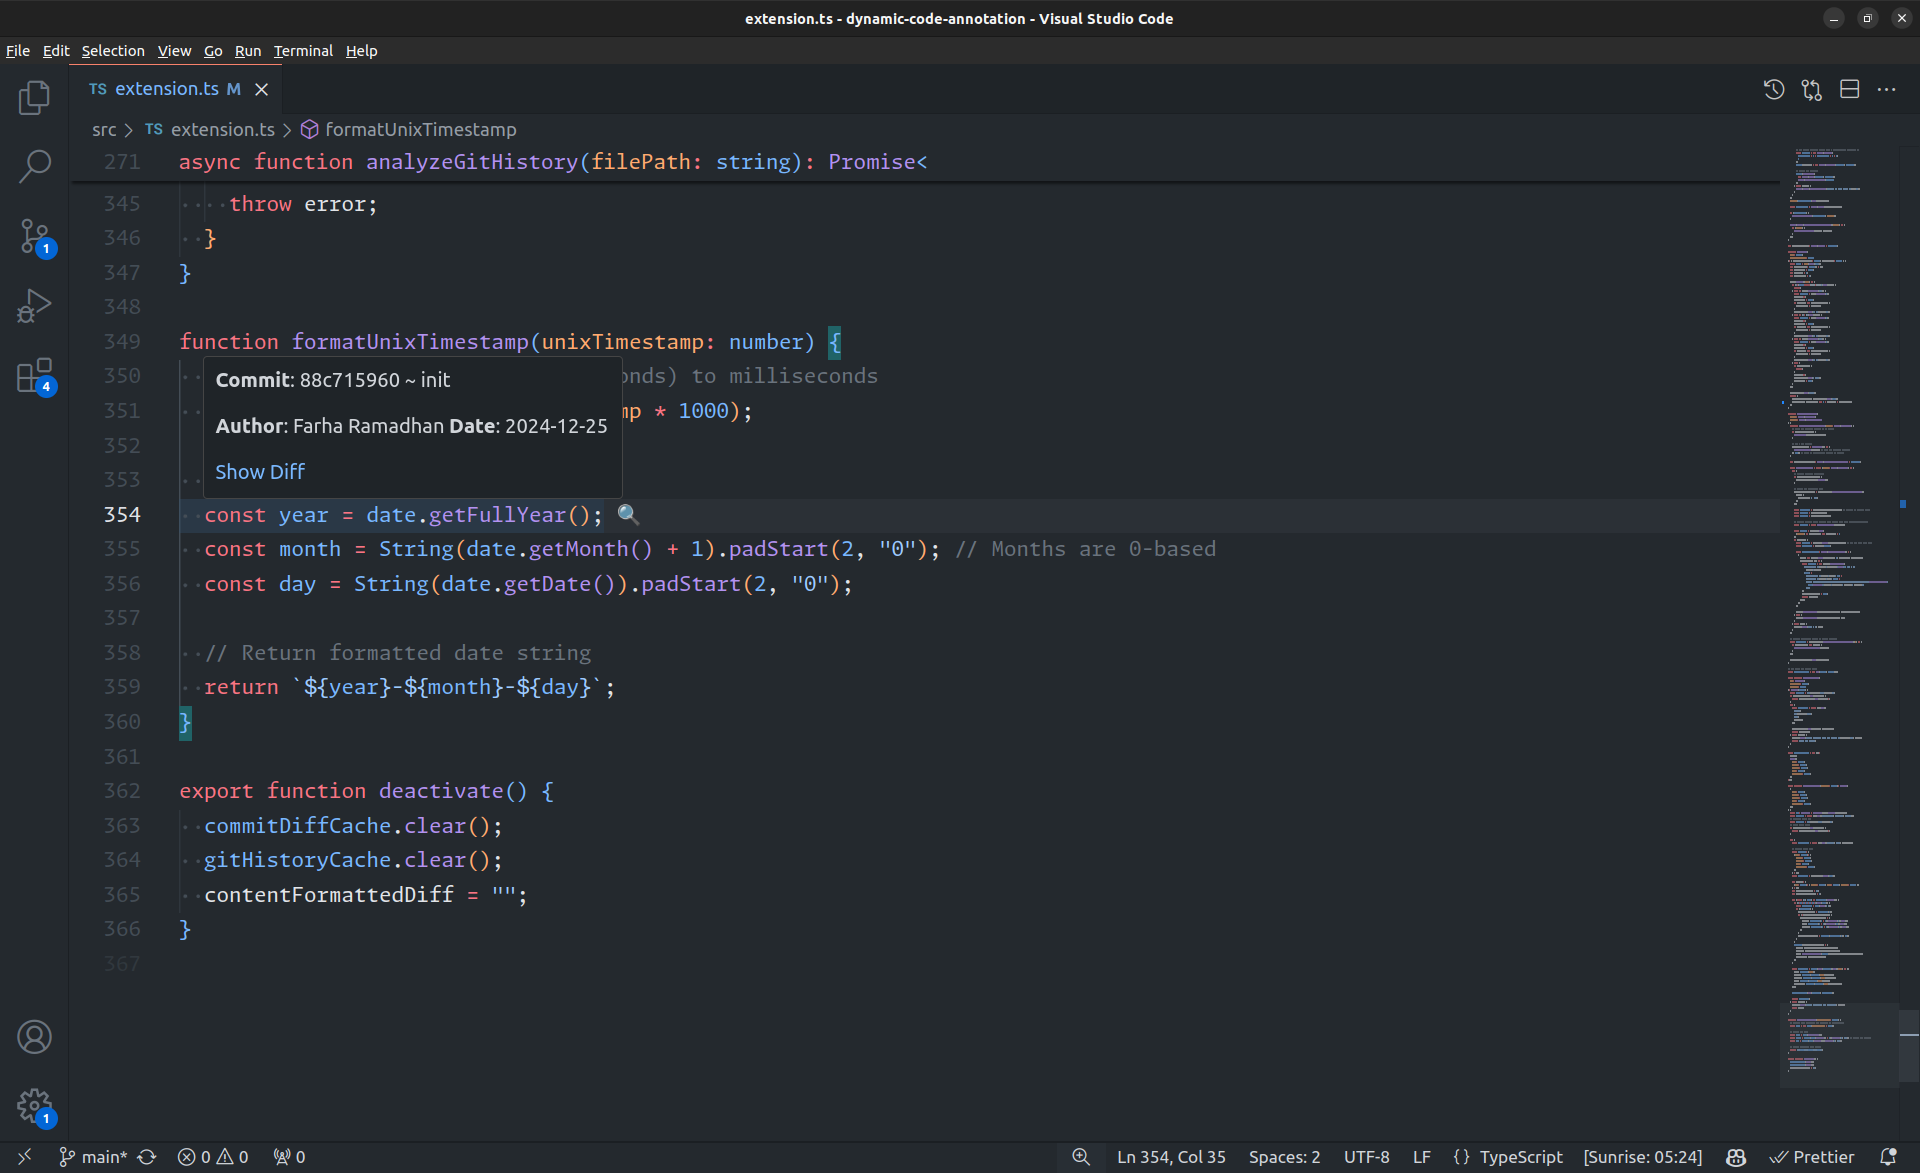 extension.ts - dynamic-code-annotation - Visual Studio Code
File Edit Selection View Go Run Terminal Help
TS extension.ts M
src > TS extension.ts > formatUnixTimestamp
271 async function analyzeGitHistory(filePath: string): Promise<
345 throw error;
346 }
347 }
348
349 function formatUnixTimestamp(unixTimestamp: number) {
350 onds) to milliseconds
351 mp * 1000);
352
353
Commit: 88c715960 ~ init
Author: Farha Ramadhan Date: 2024-12-25
Show Diff
354 const year = date.getFullYear();
355 const month = String(date.getMonth() + 1).padStart(2, "0"); // Months are 0-based
356 const day = String(date.getDate()).padStart(2, "0");
357
358 // Return formatted date string
359 return `${year}-${month}-${day}`;
360 }
361
362 export function deactivate() {
363 commitDiffCache.clear();
364 gitHistoryCache.clear();
365 contentFormattedDiff = "";
366 }
367
1
4
1
main* 0 0 0 Ln 354, Col 35 Spaces: 2 UTF-8 LF {} TypeScript [Sunrise: 05:24] Prettier